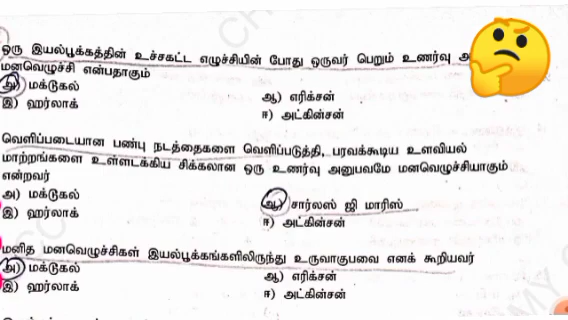 ஒரு இயல்பூக்கத்தின் உச்சகட்ட எழுச்சியின் போது ஒருவர் பெறும் உணர்வு
மனவெழுச்சி என்பதாகும்
அ) மக்டுகல் ஆ) எரிக்சன்
இ) ஹர்லாக் ஈ) அட்கின்சன்
வெளிப்படையான பண்பு நடத்தைகளை வெளிப்படுத்தி, பரவக்கூடிய உளவியல்
மாற்றங்களை உள்ளடக்கிய சிக்கலான ஒரு உணர்வு அனுபவமே மனவெழுச்சியாகும்
என்றவர்
அ) மக்டுகல் ஆ) சார்லஸ் ஜி மாரிஸ்
இ) ஹர்லாக் ஈ) அட்கின்சன்
மனித மனவெழுச்சிகள் இயல்பூக்கங்களிலிருந்து உருவாகுபவை எனக் கூறியவர்
அ) மக்டுகல் ஆ) எரிக்சன்
இ) ஹர்லாக் ஈ) அட்கின்சன்